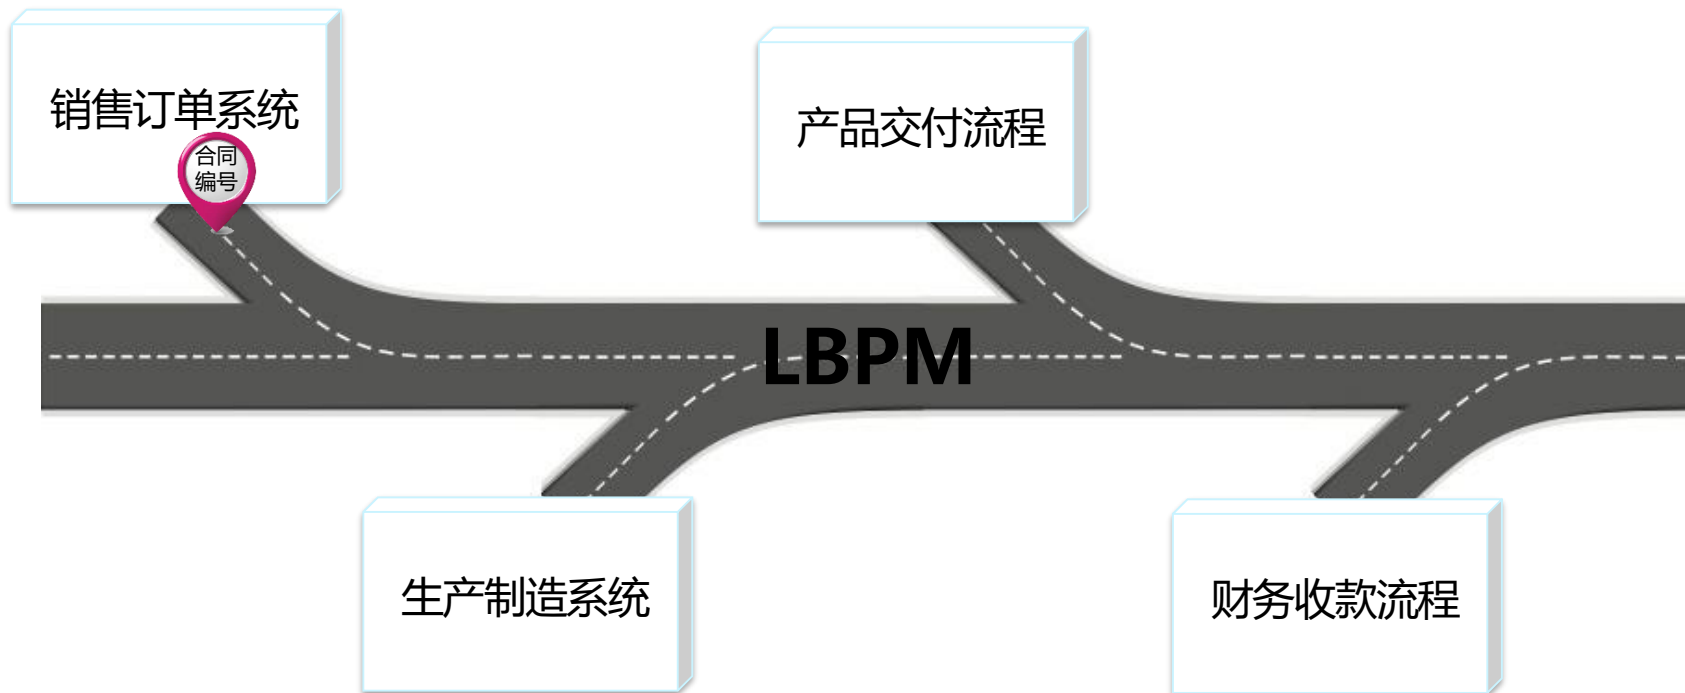 销售订单系统
合同
编号
产品交付流程
LBPM
生产制造系统
财务收款流程